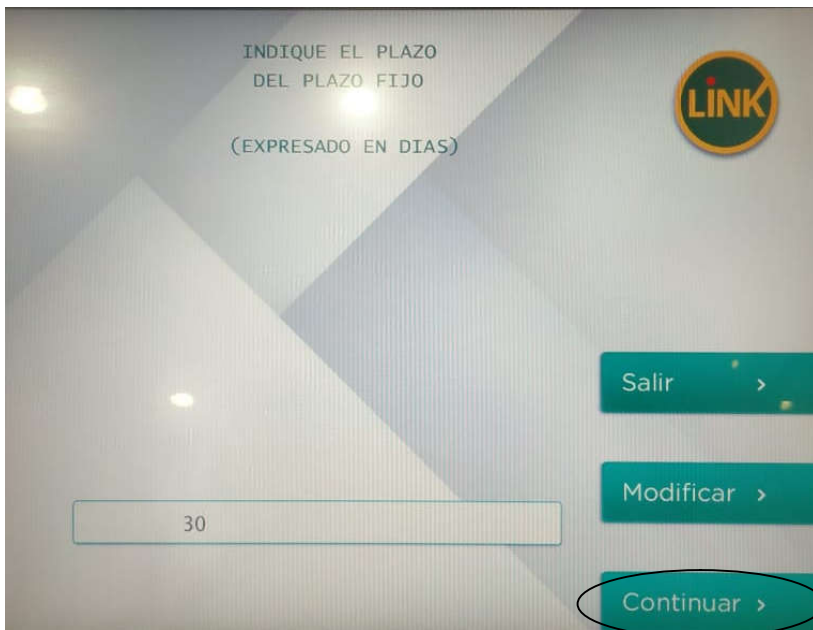 INDIQUE EL PLAZO
DEL PLAZO FIJO
(EXPRESADO EN DIAS)
LINK
Salir >
Modificar >
30
Continuar >